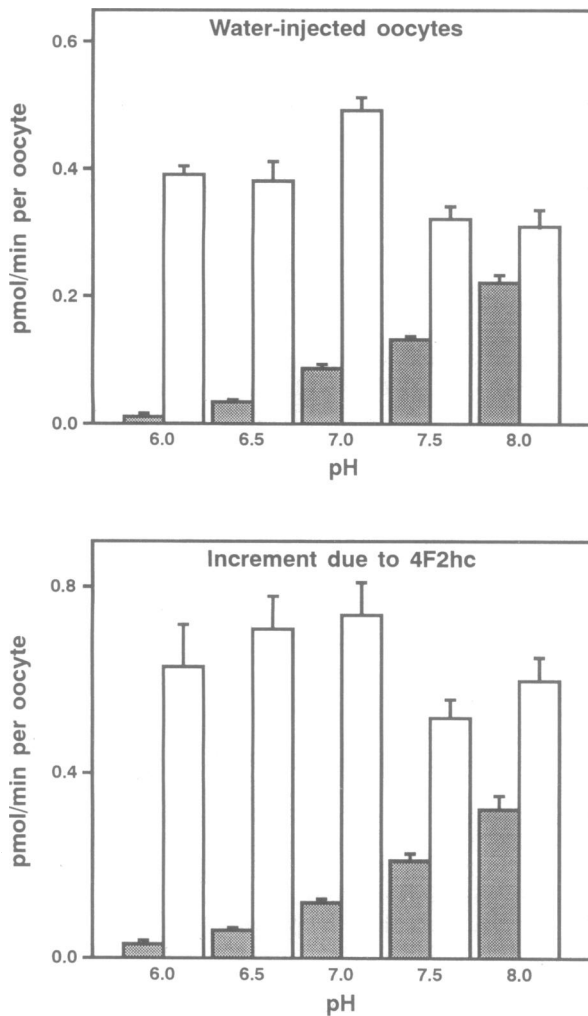 Water-injected oocytes
0.6
0.4
0.2
0.0
pmol/min per oocyte
6.0 6.5 7.0 7.5 8.0
pH
Increment due to 4F2hc
0.8
0.4
0.0
pmol/min per oocyte
6.0 6.5 7.0 7.5 8.0
pH